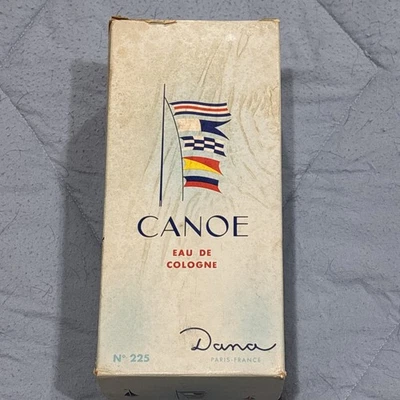 CANOE
EAU DE
COLOGNE
Nº 225
Dana
PARIS-FRANCE